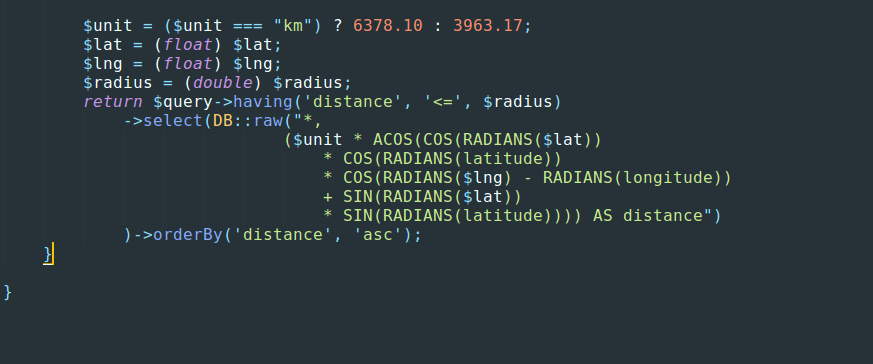 $unit = ($unit === "km") ? 6378.10 : 3963.17;
$lat = (float) $lat;
$lng = (float) $lng;
$radius = (double) $radius;
return $query->having('distance', '<=', $radius)
->select(DB::raw("*,
($unit * ACOS(COS(RADIANS($lat))
* COS(RADIANS(latitude))
* COS(RADIANS($lng) - RADIANS(longitude))
+ SIN(RADIANS($lat))
* SIN(RADIANS(latitude)))) AS distance")
)->orderBy('distance', 'asc');
}
}